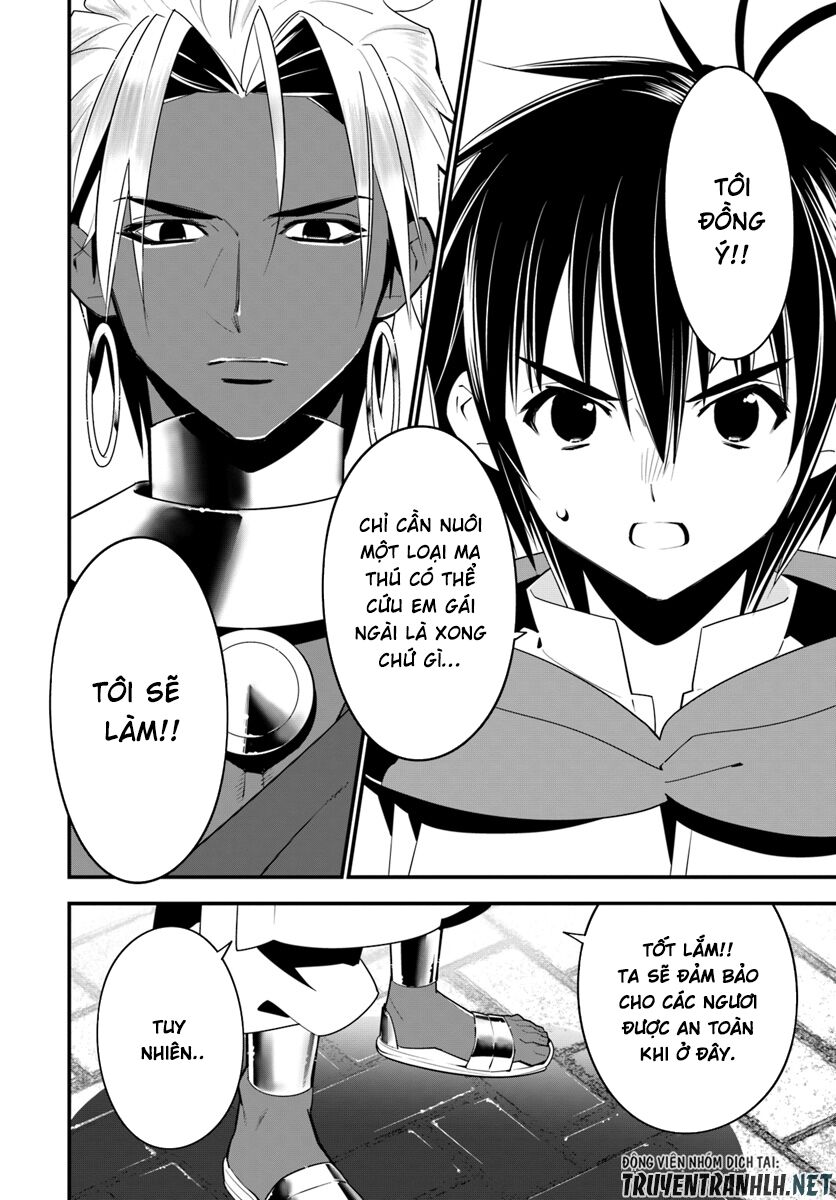 TÔI
ĐỒNG
Ý!!
CHỈ CẦN NUÔI
MỘT LOẠI MA
THÚ CÓ THỂ
CỨU EM GÁI
NGÀI LÀ XONG
CHỨ GÌ...
TÔI SẼ
LÀM!!
TỐT LẮM!!
TA SẼ ĐẢM BẢO
CHO CÁC NGƯƠI
ĐƯỢC AN TOÀN
KHI Ở ĐÂY.
TUY
NHIÊN..
ĐỘNG VIÊN NHÓM DỊCH TẠI:
TRUYENTRANHLH.NET